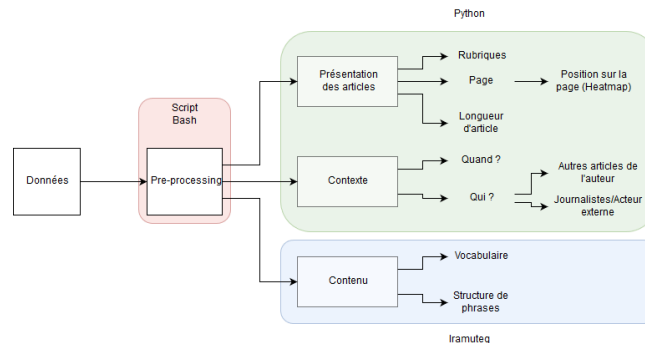 Python
Script
Bash
Données
Pre-processing
Présentation
des articles
Rubriques
Page
Position sur la
page (Heatmap)
Longueur
d'article
Contexte
Quand ?
Qui ?
Autres articles de
l'auteur
Journalistes/Acteur
externe
Contenu
Vocabulaire
Structure de
phrases
Iramuteq